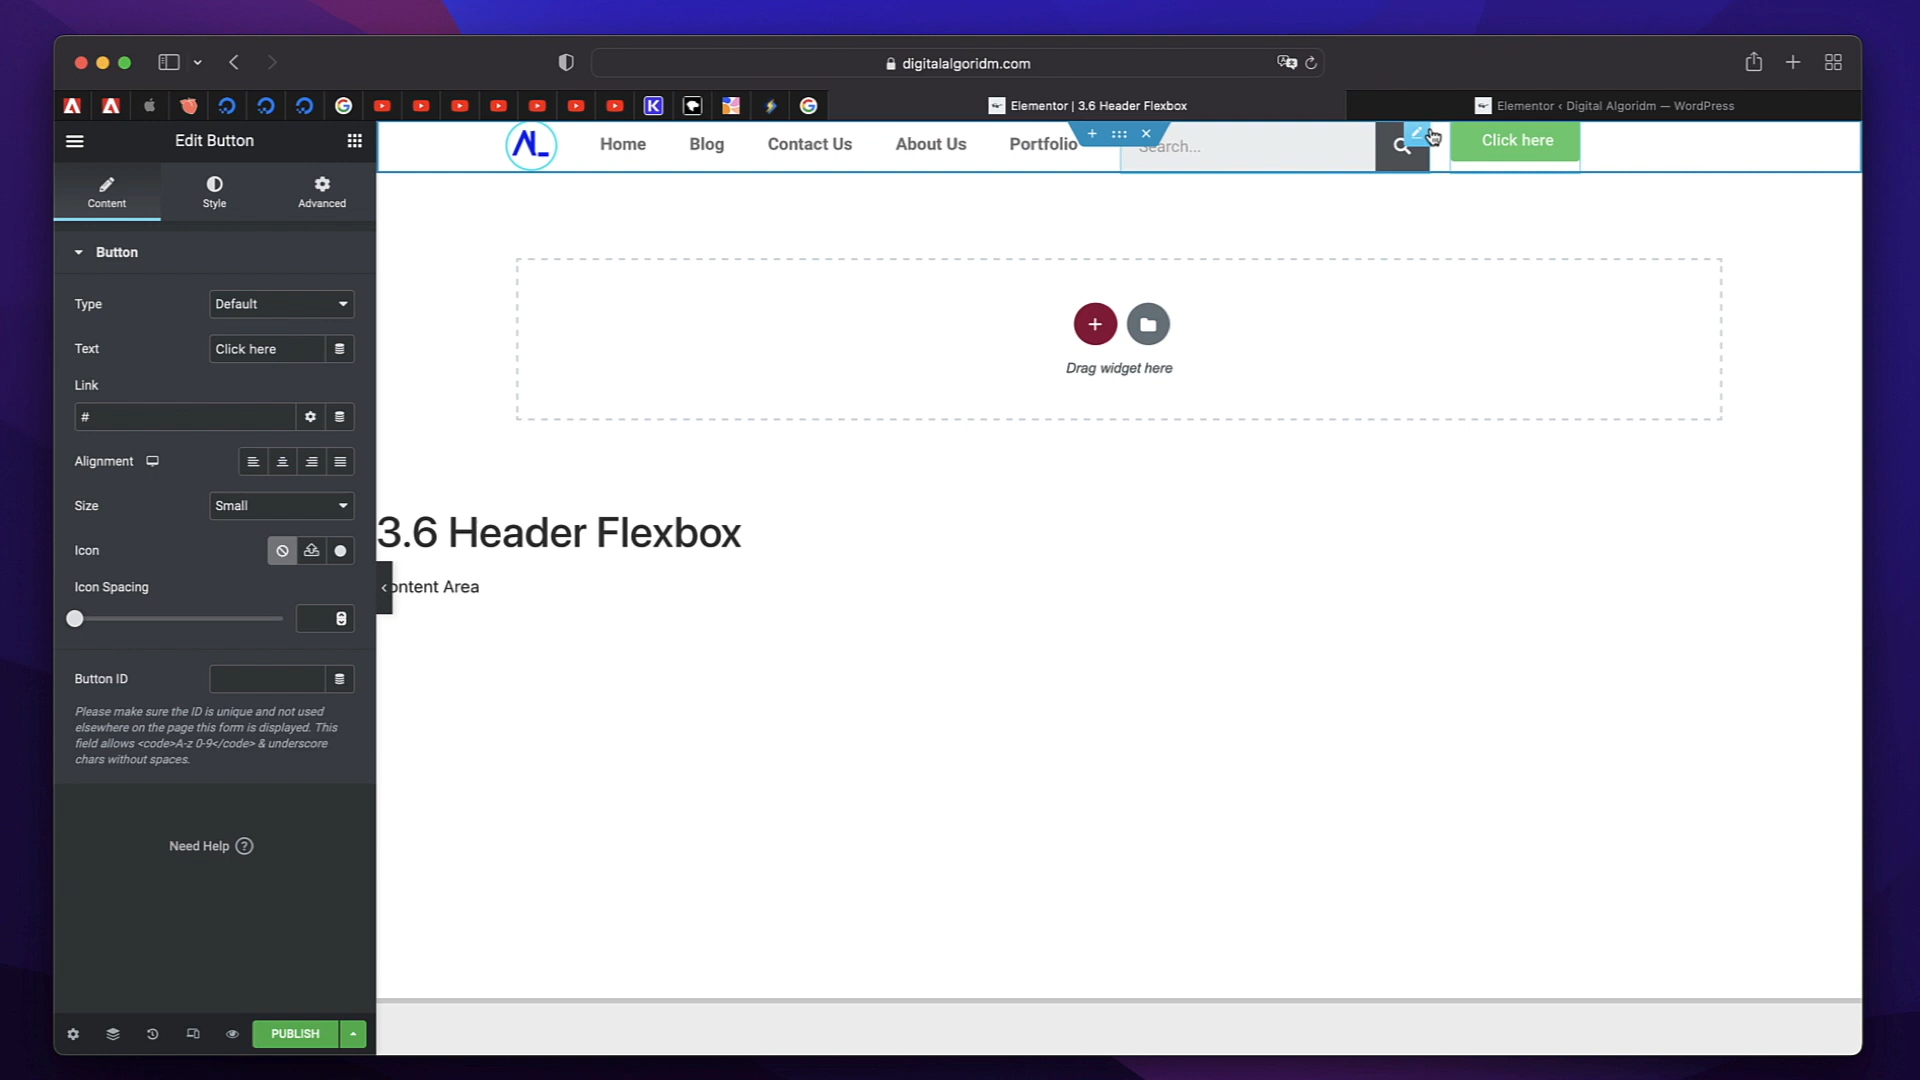 digitalalgoridm.com
Elementor | 3.6 Header Flexbox
Elementor ‹ Digital Algoridm — WordPress
Edit Button
Content
Style
Advanced
Home
Blog
Contact Us
About Us
Portfolio
Search...
Click here
Button
Type
Default
Text
Click here
Link
#
Alignment
Size
Small
Icon
Icon Spacing
Button ID
Please make sure the ID is unique and not used
elsewhere on the page this form is displayed. This
field allows <code>A-z 0-9</code> & underscore
chars without spaces.
Need Help
PUBLISH
Drag widget here
3.6 Header Flexbox
ontent Area